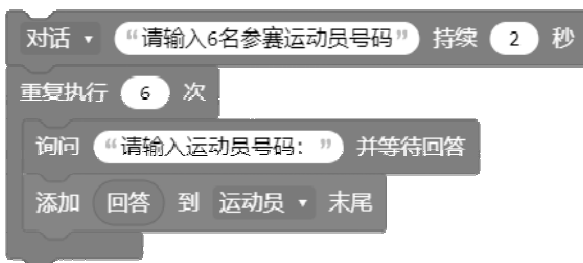 对话 “请输入6名参赛运动员号码” 持续 2 秒
重复执行 6 次
询问 “请输入运动员号码：” 并等待回答
添加 回答 到 运动员 末尾